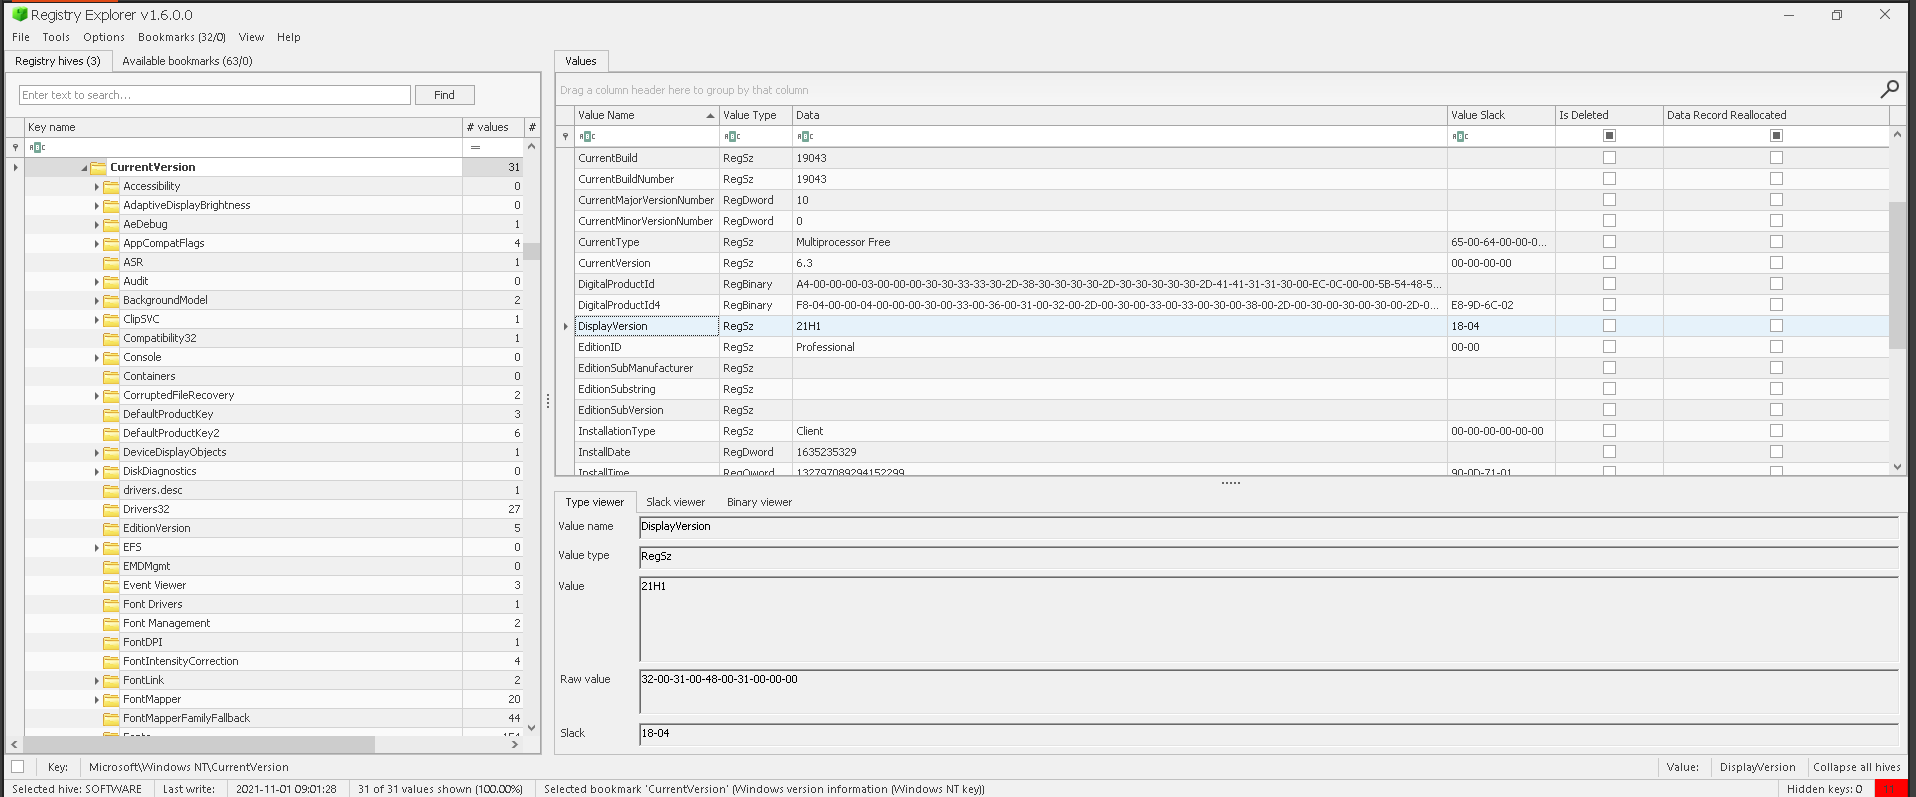 Registry Explorer v1.6.0.0
File Tools Options Bookmarks (32/0) View Help
Registry hives (3) Available bookmarks (63/0)
Enter text to search... Find
Key name # values #
=
CurrentVersion 31
Accessibility 0
AdaptiveDisplayBrightness 0
AeDebug 1
AppCompatFlags 4
ASR 1
Audit 0
BackgroundModel 2
ClipSVC 1
Compatibility32 1
Console 0
Containers 0
CorruptedFileRecovery 2
DefaultProductKey 3
DefaultProductKey2 6
DeviceDisplayObjects 1
DiskDiagnostics 0
drivers.desc 1
Drivers32 27
EditionVersion 5
EFS 0
EMDMgmt 0
Event Viewer 3
Font Drivers 1
Font Management 2
FontDPI 1
FontIntensityCorrection 4
FontLink 2
FontMapper 20
FontMapperFamilyFallback 44
Fonts
Values
Drag a column header here to group by that column
Value Name Value Type Data Value Slack Is Deleted Data Record Reallocated
CurrentBuild RegSz 19043
CurrentBuildNumber RegSz 19043
CurrentMajorVersionNumber RegDword 10
CurrentMinorVersionNumber RegDword 0
CurrentType RegSz Multiprocessor Free 65-00-64-00-00-0...
CurrentVersion RegSz 6.3 00-00-00-00
DigitalProductId RegBinary A4-00-00-00-03-00-00-00-30-30-33-33-30-2D-38-30-30-30-30-2D-30-30-30-30-30-2D-41-41-31-31-30-00-EC-0C-00-00-5B-54-48-5...
DigitalProductId4 RegBinary F8-04-00-00-04-00-00-00-30-00-33-00-36-00-31-00-32-00-2D-00-30-00-33-00-33-00-30-00-38-00-2D-00-30-00-30-00-30-00-2D-0... E8-9D-6C-02
DisplayVersion RegSz 21H1 18-04
EditionID RegSz Professional 00-00
EditionSubManufacturer RegSz
EditionSubstring RegSz
EditionSubVersion RegSz
InstallationType RegSz Client 00-00-00-00-00-00
InstallDate RegDword 1635235329
InstallTime RegQword 132797089294152299 90-0D-71-01
Type viewer Slack viewer Binary viewer
Value name DisplayVersion
Value type RegSz
Value 21H1
Raw value 32-00-31-00-48-00-31-00-00-00
Slack 18-04
Key: Microsoft\Windows NT\CurrentVersion Value: DisplayVersion Collapse all hives
Selected hive: SOFTWARE Last write: 2021-11-01 09:01:28 31 of 31 values shown (100.00%) Selected bookmark 'CurrentVersion' (Windows version information (Windows NT key)) Hidden keys: 0 11